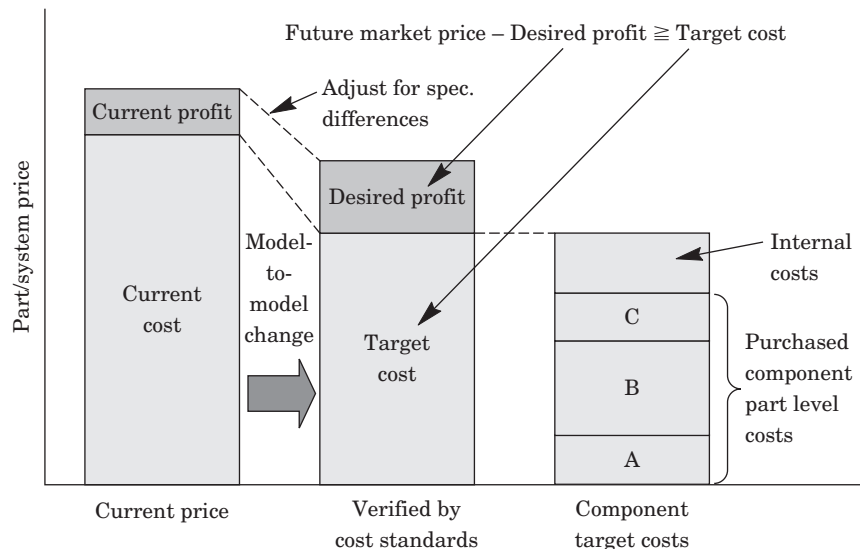 Future market price – Desired profit ≧ Target cost
Adjust for spec.
differences
Current profit
Desired profit
Part/system price
Model-
to-
model
change
Current
cost
Target
cost
Internal
costs
C
B
A
Purchased
component
part level
costs
Current price
Verified by
cost standards
Component
target costs